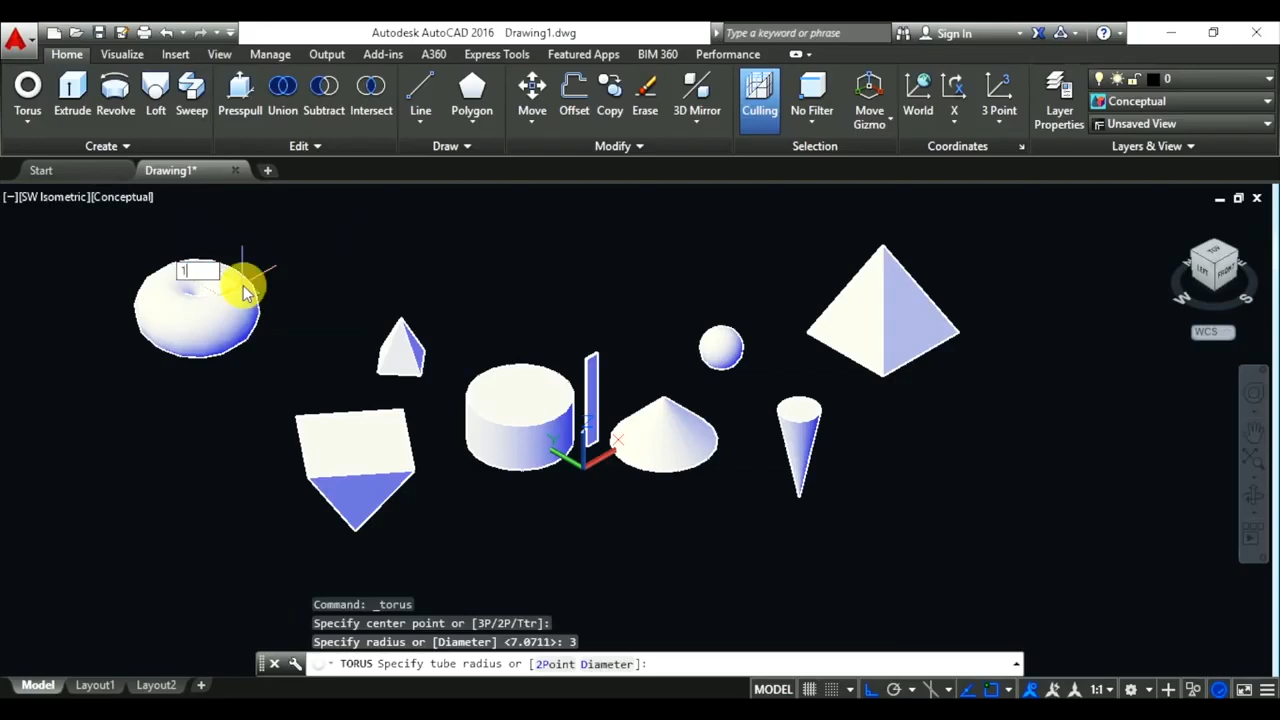 Autodesk AutoCAD 2016 Drawing1.dwg
Type a keyword or phrase
Sign In
Home Visualize Insert View Manage Output Add-ins A360 Express Tools Featured Apps BIM 360 Performance
Torus Extrude Revolve Loft Sweep Presspull Union Subtract Intersect Line Polygon Move Offset Copy Erase 3D Mirror Culling No Filter Move Gizmo World X 3 Point Layer Properties
0
Conceptual
Unsaved View
Create Edit Draw Modify Selection Coordinates Layers & View
Start Drawing1* +
[−][SW Isometric][Conceptual]
TOP
LEFT FRONT
W S
WCS
1
Z
Y X
Command: _torus
Specify center point or [3P/2P/Ttr]:
Specify radius or [Diameter] <7.0711>: 3
TORUS Specify tube radius or [2Point Diameter]:
Model Layout1 Layout2 +
MODEL 1:1